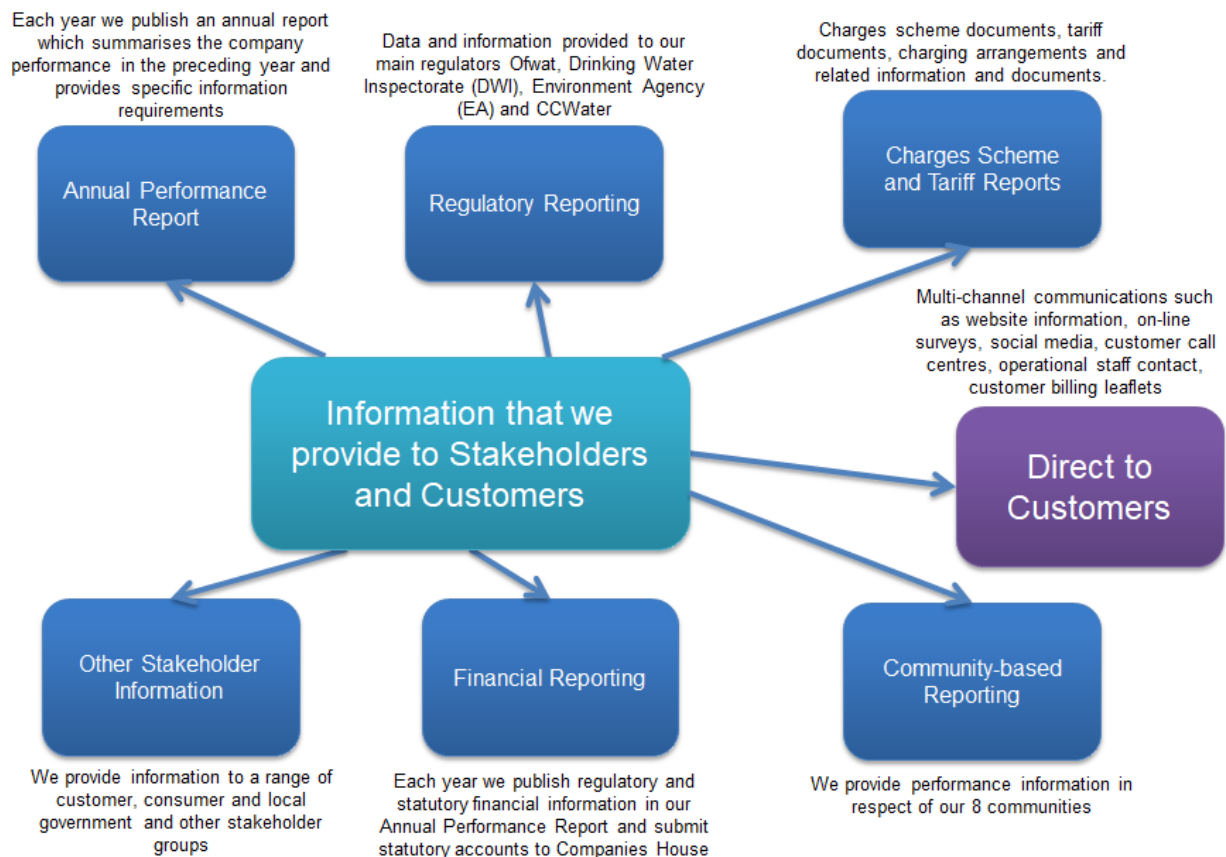 Each year we publish an annual report
which summarises the company
performance in the preceding year and
provides specific information
requirements
Data and information provided to our
main regulators Ofwat, Drinking Water
Inspectorate (DWI), Environment Agency
(EA) and CCWater
Charges scheme documents, tariff
documents, charging arrangements and
related information and documents.
Annual Performance
Report
Regulatory Reporting
Charges Scheme
and Tariff Reports
Multi-channel communications such
as website information, on-line
surveys, social media, customer call
centres, operational staff contact,
customer billing leaflets
Information that we
provide to Stakeholders
and Customers
Direct to
Customers
Other Stakeholder
Information
Financial Reporting
Community-based
Reporting
We provide information to a range of
customer, consumer and local
government and other stakeholder
groups
Each year we publish regulatory and
statutory financial information in our
Annual Performance Report and submit
statutory accounts to Companies House
We provide performance information in
respect of our 8 communities